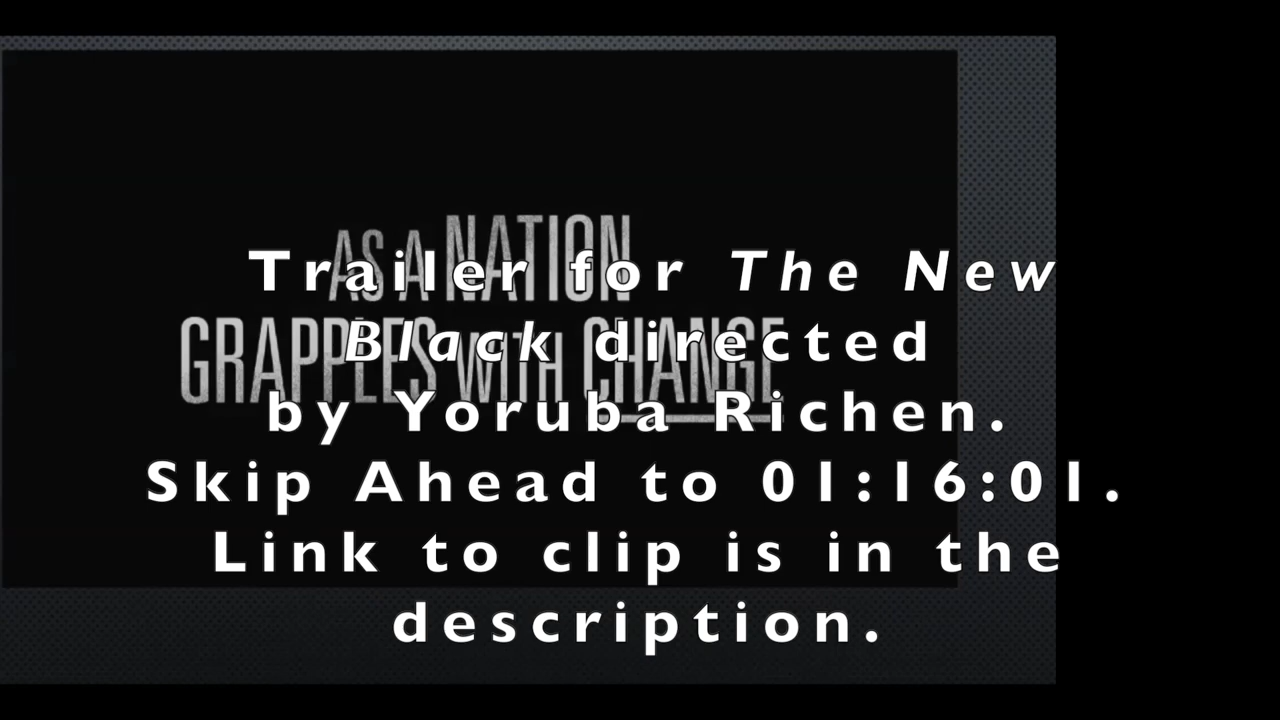 AS A NATION
GRAPPLES WITH CHANGE
Trailer for The New
Black directed
by Yoruba Richen.
Skip Ahead to 01:16:01.
Link to clip is in the
description.